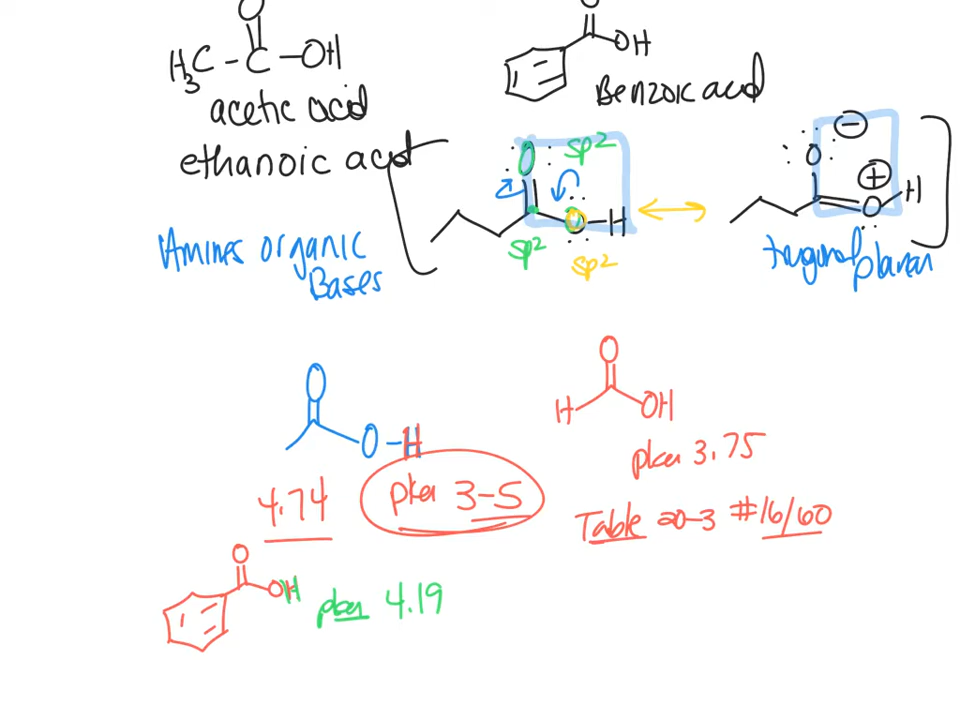 O
O
H3C - C - OH
OH
acetic acid
Benzoic acid
ethanoic acid
O sp2
O
H
O H
O
sp2
sp2
Amines organic
Bases
trigonal planar
O
O
O - H
H
OH
pka 3.75
4.74
pka 3-5
Table 20-3 #16/60
O
OH
pka 4.19